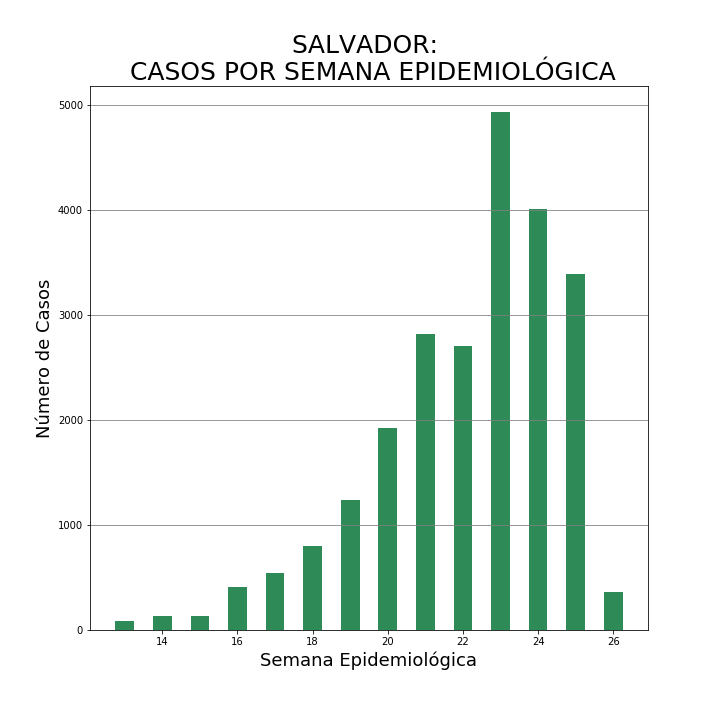 SALVADOR:
CASOS POR SEMANA EPIDEMIOLÓGICA
5000
4000
3000
2000
1000
0
Número de Casos
14 16 18 20 22 24 26
Semana Epidemiológica